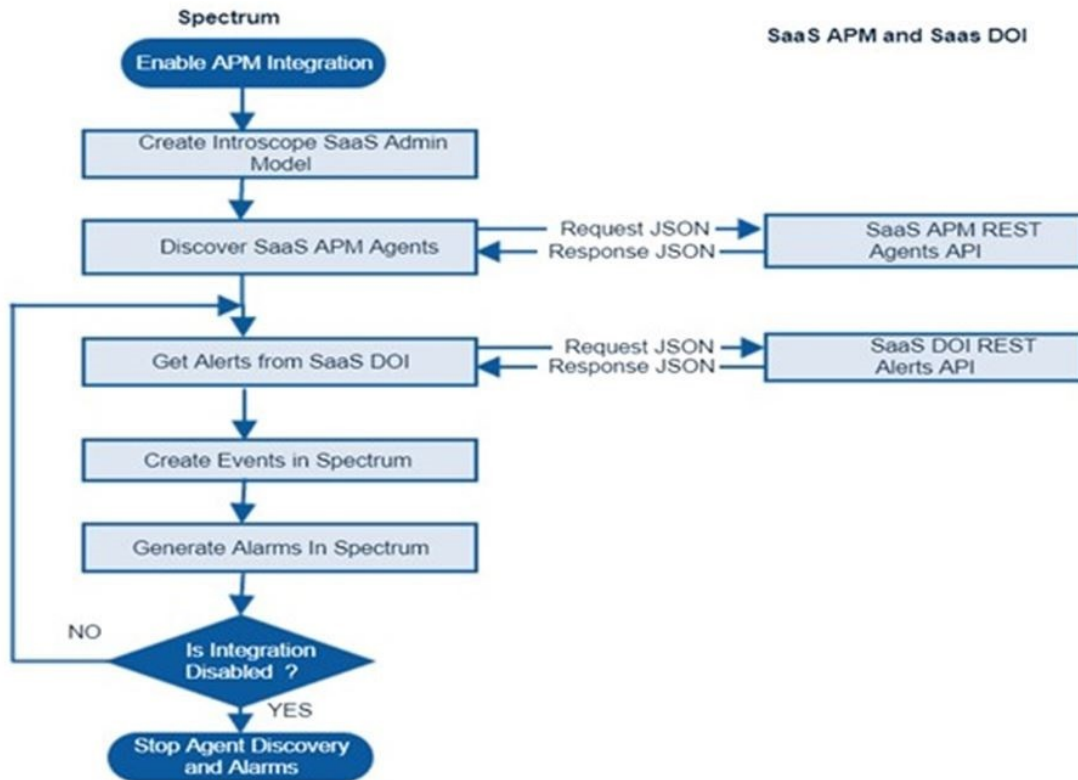 Spectrum
SaaS APM and Saas DOI
Enable APM Integration
Create Introscope SaaS Admin
Model
Discover SaaS APM Agents
Request JSON
Response JSON
SaaS APM REST
Agents API
Get Alerts from SaaS DOI
Request JSON
Response JSON
SaaS DOI REST
Alerts API
Create Events in Spectrum
Generate Alarms In Spectrum
NO
Is Integration
Disabled ?
YES
Stop Agent Discovery
and Alarms